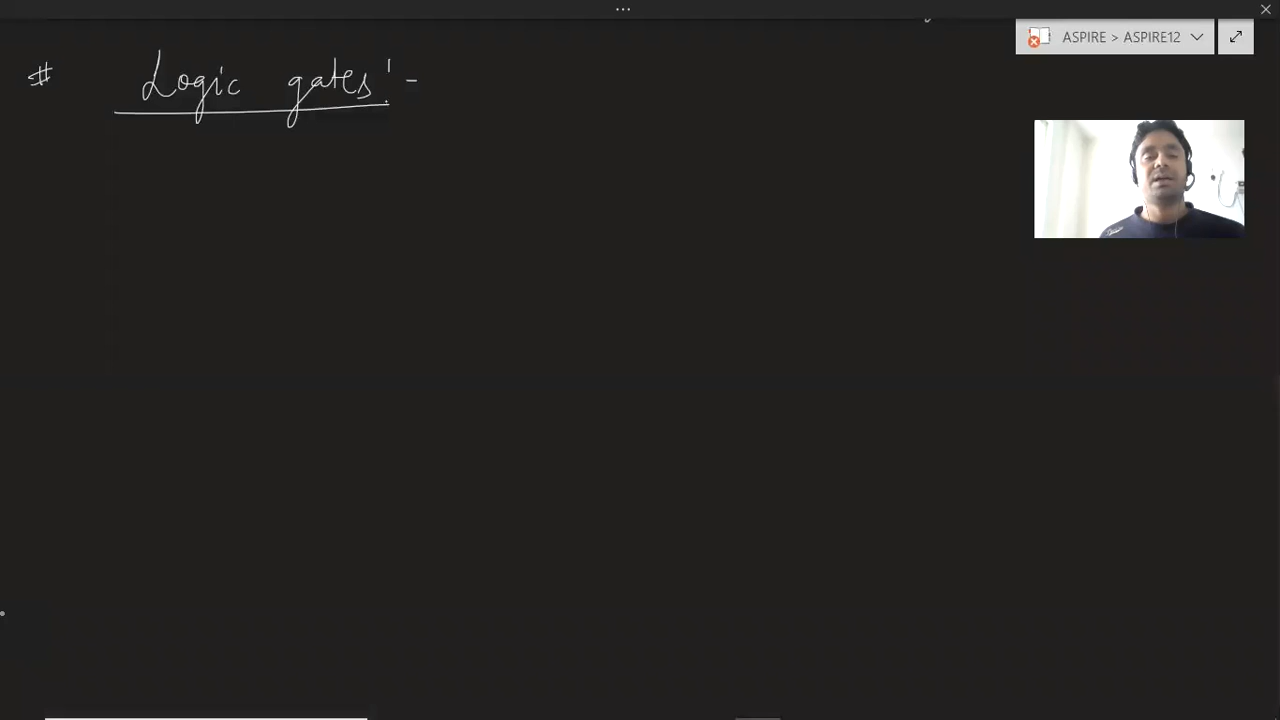 ASPIRE > ASPIRE12
# Logic gates :-